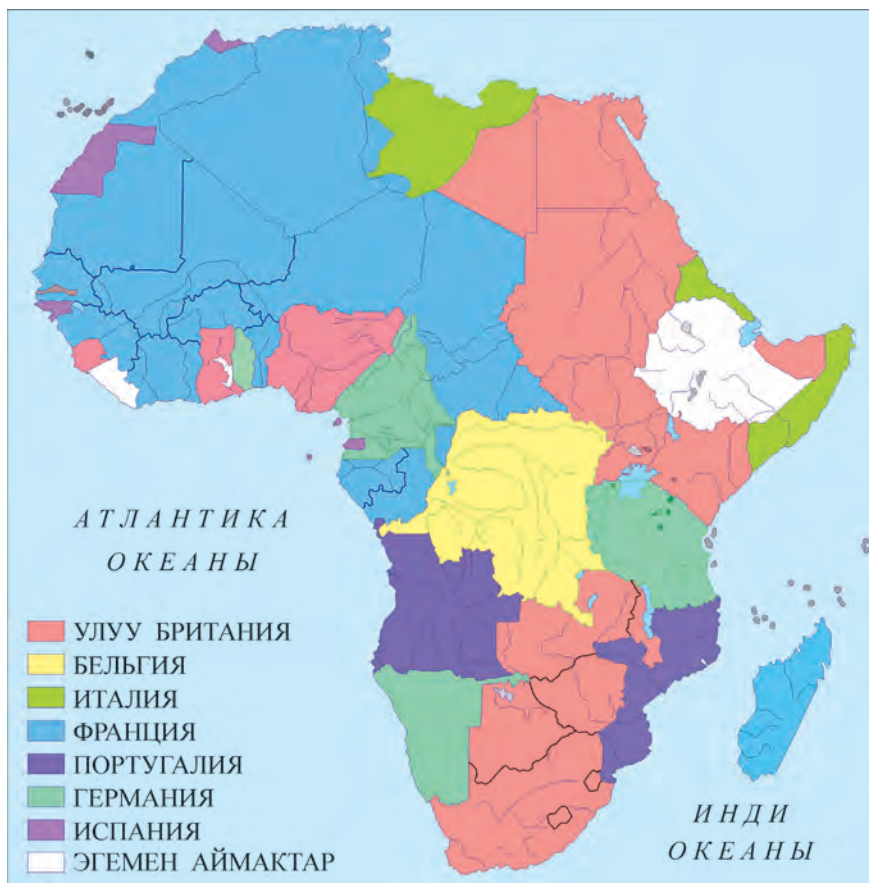 АТЛАНТИКА
ОКЕАНЫ
УЛУУ БРИТАНИЯ
БЕЛЬГИЯ
ИТАЛИЯ
ФРАНЦИЯ
ПОРТУГАЛИЯ
ГЕРМАНИЯ
ИСПАНИЯ
ЭГЕМЕН АЙМАКТАР
ИНДИ
ОКЕАНЫ